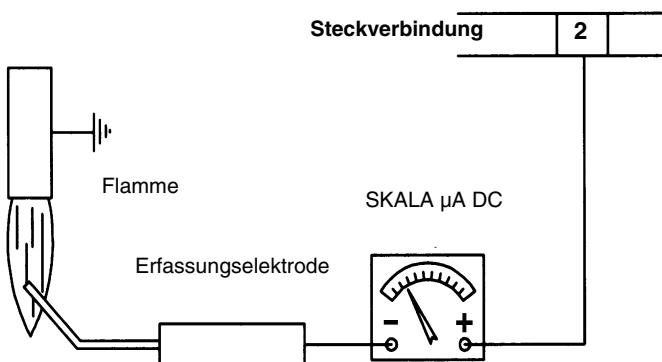 Steckverbindung 2
Flamme
SKALA µA DC
Erfassungselektrode
- +